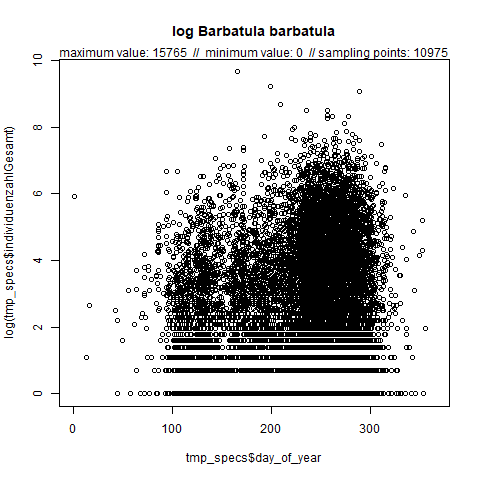 log Barbatula barbatula
maximum value: 15765 // minimum value: 0 // sampling points: 10975
log(tmp_specs$individuenzahlGesamt)
10
8
6
4
2
0
0 100 200 300
tmp_specs$day_of_year